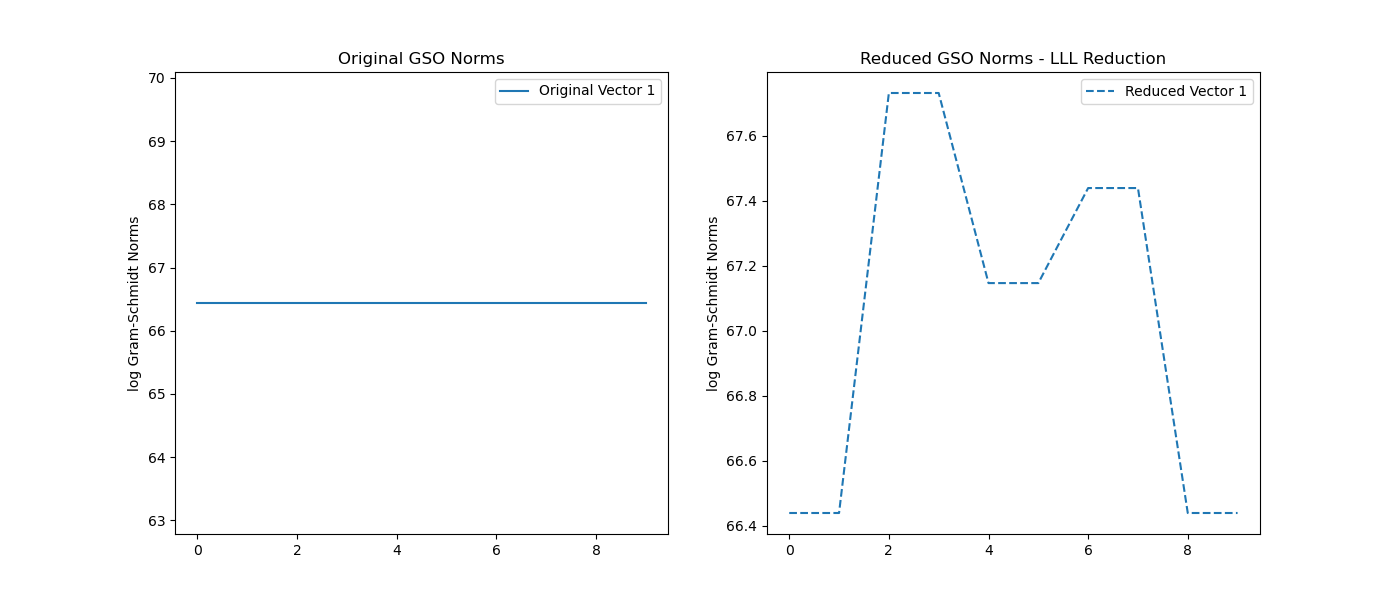 Original GSO Norms
Original Vector 1
log Gram-Schmidt Norms
70
69
68
67
66
65
64
63
0 2 4 6 8
Reduced GSO Norms - LLL Reduction
Reduced Vector 1
log Gram-Schmidt Norms
67.6
67.4
67.2
67.0
66.8
66.6
66.4
0 2 4 6 8